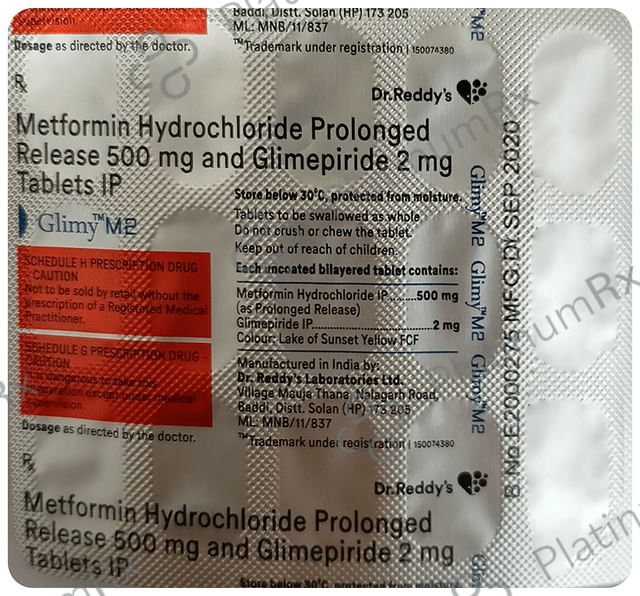 supervision.
Dosage as directed by the doctor.
Baddi, Distt. Solan (HP) 173 205
ML: MNB/11/837
™Trademark under registration | 150074380
Rx
Dr.Reddy's
Metformin Hydrochloride Prolonged
Release 500 mg and Glimepiride 2 mg
Tablets IP
Glimy™M2
Store below 30°C, protected from moisture.
Tablets to be swallowed as whole
Do not crush or chew the tablet.
Keep out of reach of children.
Each uncoated bilayered tablet contains:
Metformin Hydrochloride IP.........500 mg
(as Prolonged Release)
Glimepiride IP..............................2 mg
Colour: Lake of Sunset Yellow FCF
SCHEDULE H PRESCRIPTION DRUG
- CAUTION
Not to be sold by retail without the
prescription of a Registered Medical
Practitioner.
SCHEDULE G PRESCRIPTION DRUG -
CAUTION
It is dangerous to take this
preparation except under medical
supervision.
Dosage as directed by the doctor.
Manufactured in India by:
Dr. Reddy's Laboratories Ltd.
Village Mauja Thana, Nalagarh Road,
Baddi, Distt. Solan (HP) 173 205
ML: MNB/11/837
™Trademark under registration | 150074380
Rx
Dr.Reddy's
Metformin Hydrochloride Prolonged
Release 500 mg and Glimepiride 2 mg
Tablets IP
Store below 30°C, protected from moisture
M2
Glimy™M2
Glimy™M2
Glimy™M2
Glimy
B.No.E2000275 MFG.Dt.SEP 2020
PlatinumRx
PlatinumRx
Platin